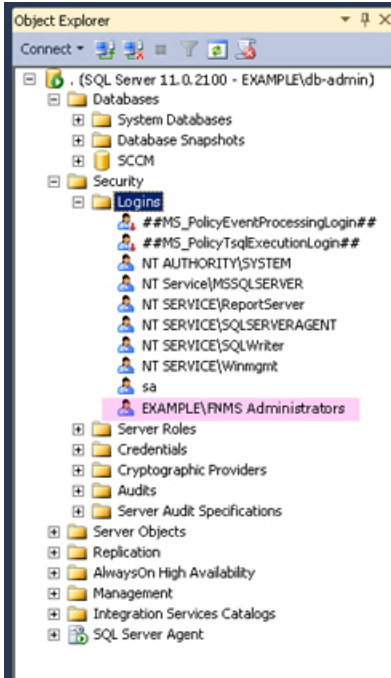 Object Explorer
Connect
. (SQL Server 11.0.2100 - EXAMPLE\db-admin)
Databases
System Databases
Database Snapshots
SCCM
Security
Logins
##MS_PolicyEventProcessingLogin##
##MS_PolicyTsqlExecutionLogin##
NT AUTHORITY\SYSTEM
NT Service\MSSQLSERVER
NT SERVICE\ReportServer
NT SERVICE\SQLSERVERAGENT
NT SERVICE\SQLWriter
NT SERVICE\Winmgmt
sa
EXAMPLE\FNMS Administrators
Server Roles
Credentials
Cryptographic Providers
Audits
Server Audit Specifications
Server Objects
Replication
AlwaysOn High Availability
Management
Integration Services Catalogs
SQL Server Agent